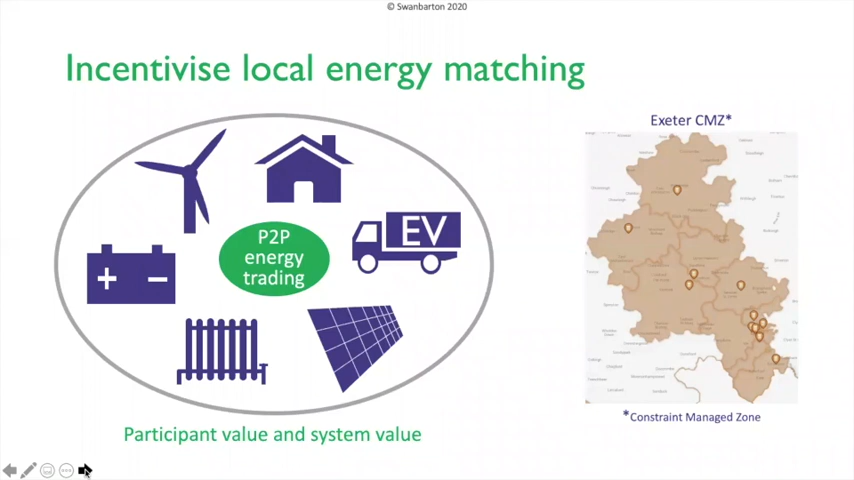 © Swanbarton 2020
Incentivise local energy matching
Exeter CMZ*
EV
P2P
energy
trading
+ −
*Constraint Managed Zone
Participant value and system value